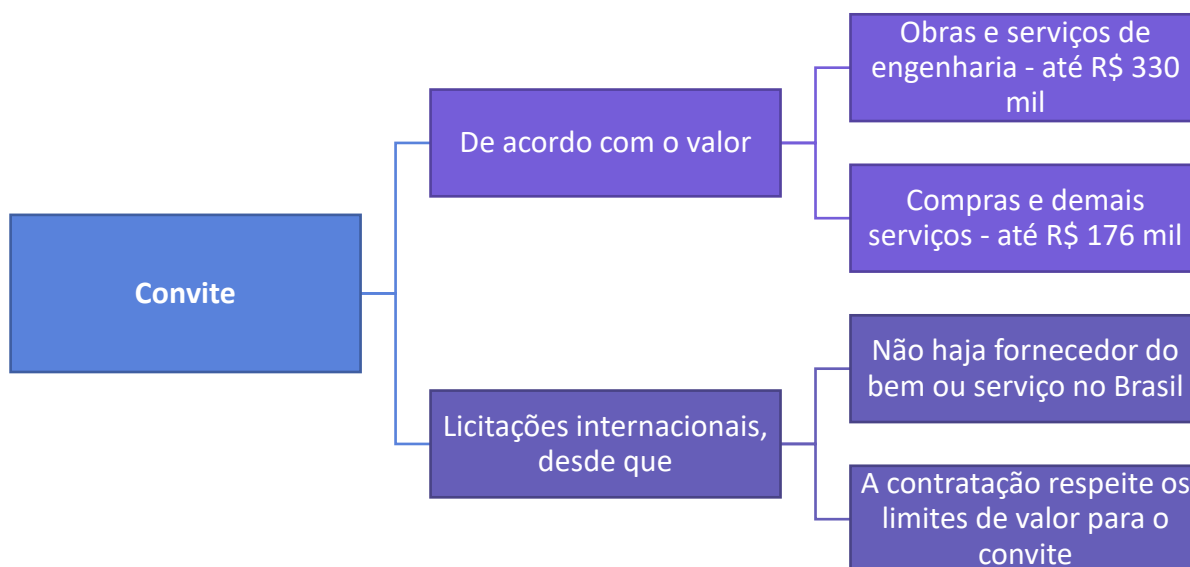 Convite
De acordo com o valor
Obras e serviços de
engenharia - até R$ 330
mil
Compras e demais
serviços - até R$ 176 mil
Licitações internacionais,
desde que
Não haja fornecedor do
bem ou serviço no Brasil
A contratação respeite os
limites de valor para o
convite